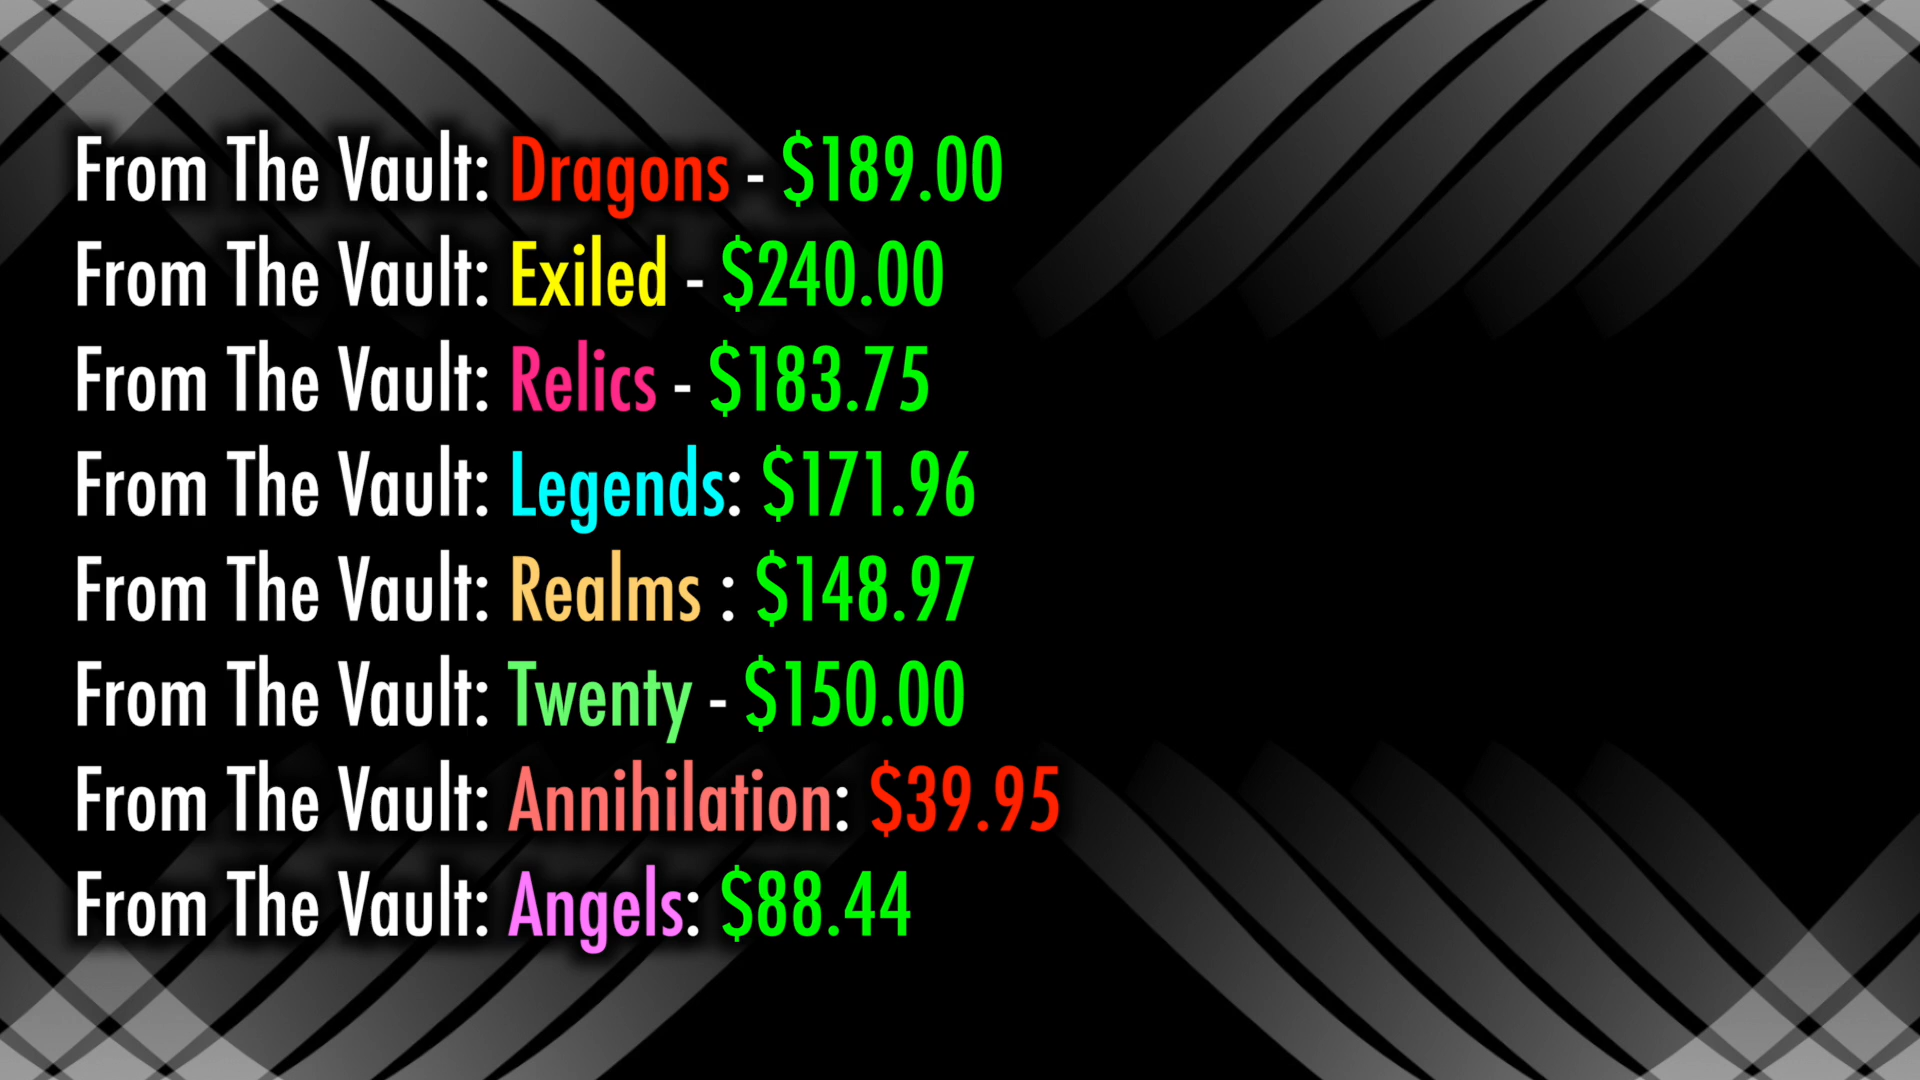 From The Vault: Dragons - $189.00
From The Vault: Exiled - $240.00
From The Vault: Relics - $183.75
From The Vault: Legends: $171.96
From The Vault: Realms : $148.97
From The Vault: Twenty - $150.00
From The Vault: Annihilation: $39.95
From The Vault: Angels: $88.44